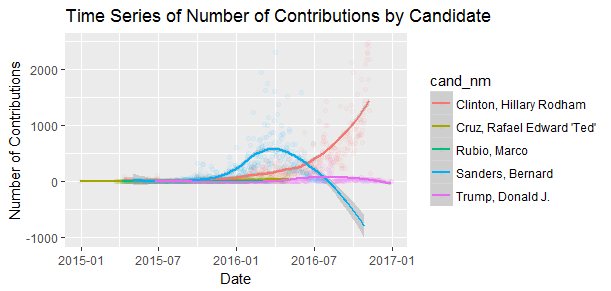 Time Series of Number of Contributions by Candidate
Number of Contributions
2000
1000
0
-1000
2015-01
2015-07
2016-01
2016-07
2017-01
Date
cand_nm
Clinton, Hillary Rodham
Cruz, Rafael Edward 'Ted'
Rubio, Marco
Sanders, Bernard
Trump, Donald J.